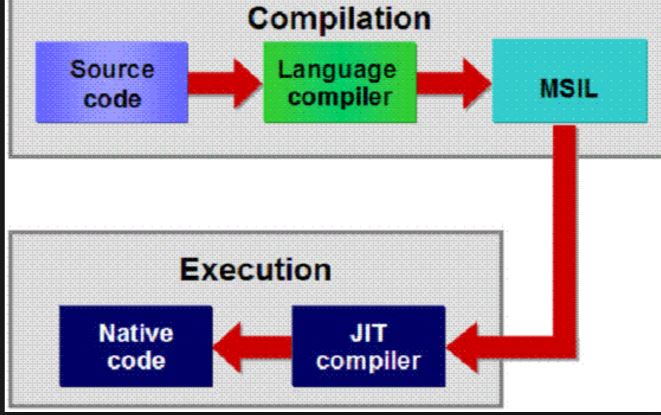 Compilation
Source
code
Language
compiler
MSIL
Execution
Native
code
JIT
compiler